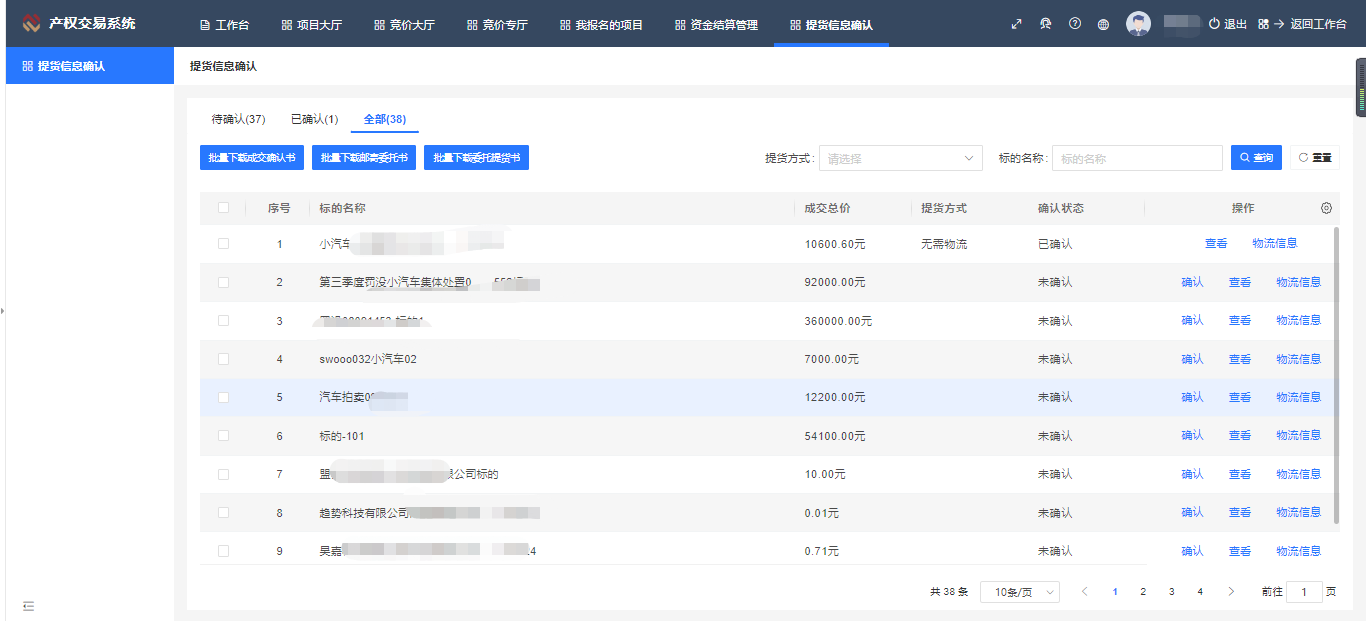 产权交易系统 工作台 项目大厅 竞价大厅 竞价专厅 我报名的项目 资金结算管理 提货信息确认 退出 返回工作台
提货信息确认 提货信息确认
待确认(37) 已确认(1) 全部(38)
批量下载成交确认书 批量下载邮寄委托书 批量下载委托提货书 提货方式: 请选择 标的名称: 标的名称 查询 重置
序号 标的名称 成交总价 提货方式 确认状态 操作
1 小汽车 10600.60元 无需物流 已确认 查看 物流信息
2 第三季度罚没小汽车集体处置0 92000.00元 未确认 确认 查看 物流信息
3 360000.00元 未确认 确认 查看 物流信息
4 swooo032小汽车02 7000.00元 未确认 确认 查看 物流信息
5 汽车拍卖0 12200.00元 未确认 确认 查看 物流信息
6 标的-101 54100.00元 未确认 确认 查看 物流信息
7 盟 限公司标的 10.00元 未确认 确认 查看 物流信息
8 趋势科技有限公司 0.01元 未确认 确认 查看 物流信息
9 吴嘉 4 0.71元 未确认 确认 查看 物流信息
共 38 条 10条/页 1 2 3 4 前往 1 页